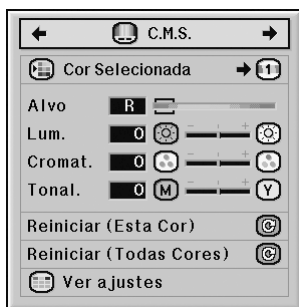 C.M.S.
Cor Selecionada 1
Alvo R
Lum. 0 - +
Cromat. 0 - +
Tonal. 0 M - + Y
Reiniciar (Esta Cor)
Reiniciar (Todas Cores)
Ver ajustes